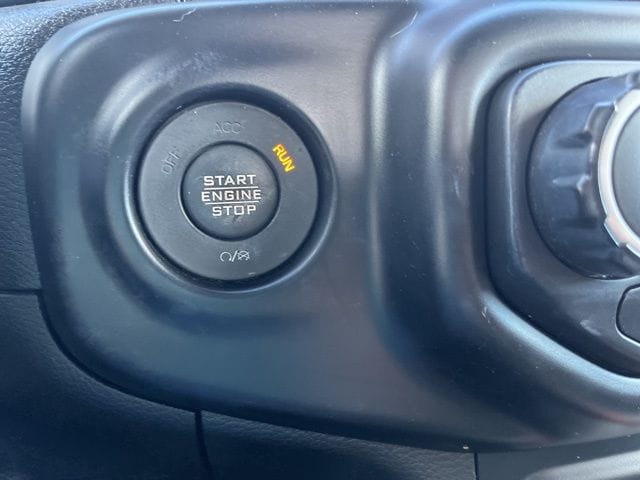 ACC
OFF
RUN
START
ENGINE
STOP